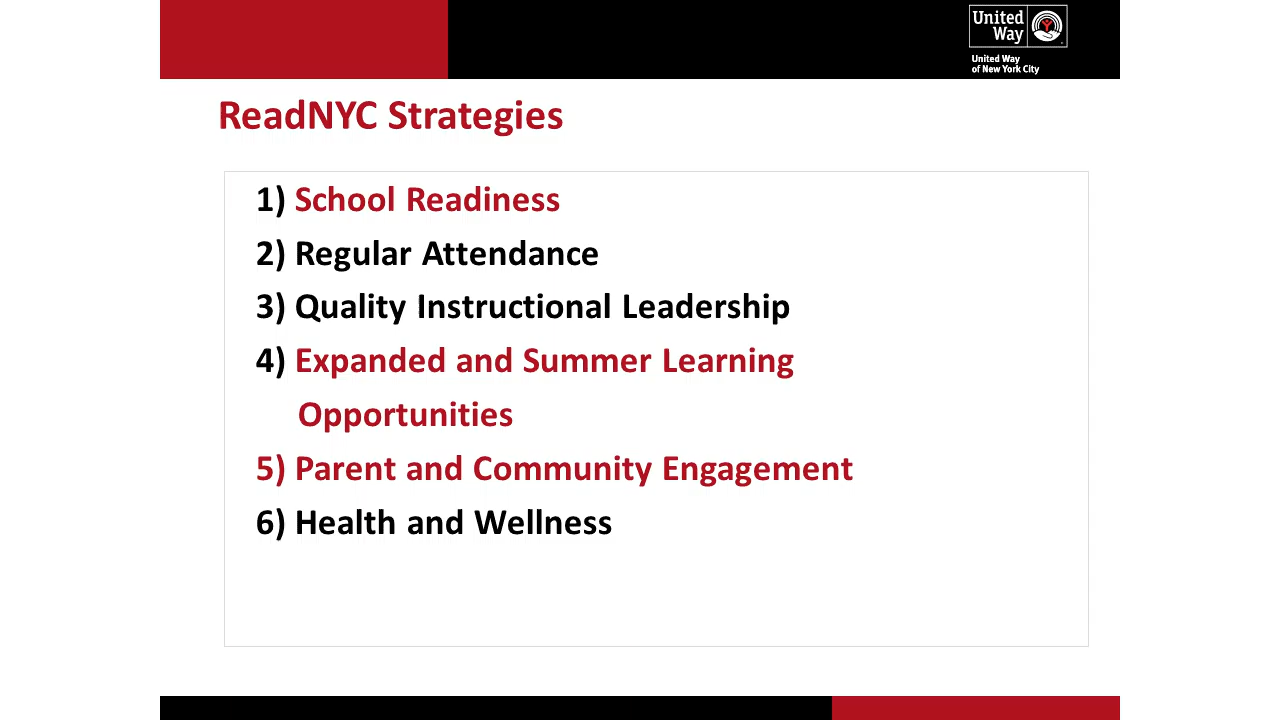 United
Way
United Way
of New York City
ReadNYC Strategies
1) School Readiness
2) Regular Attendance
3) Quality Instructional Leadership
4) Expanded and Summer Learning
Opportunities
5) Parent and Community Engagement
6) Health and Wellness